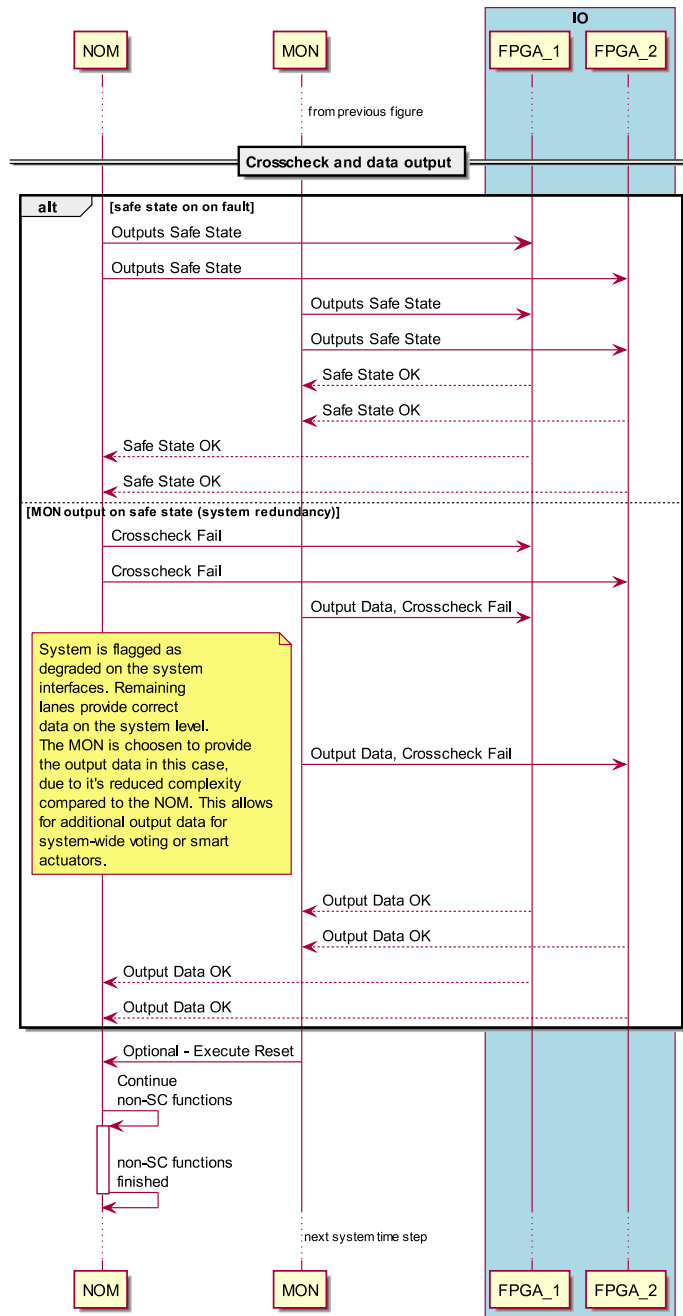 IO
NOM
MON
FPGA_1
FPGA_2
from previous figure
Crosscheck and data output
alt
[safe state on on fault]
Outputs Safe State
Outputs Safe State
Outputs Safe State
Outputs Safe State
Safe State OK
Safe State OK
Safe State OK
Safe State OK
[MON output on safe state (system redundancy)]
Crosscheck Fail
Crosscheck Fail
Output Data, Crosscheck Fail
System is flagged as
degraded on the system
interfaces. Remaining
lanes provide correct
data on the system level.
The MON is choosen to provide
the output data in this case,
due to it's reduced complexity
compared to the NOM. This allows
for additional output data for
system-wide voting or smart
actuators.
Output Data, Crosscheck Fail
Output Data OK
Output Data OK
Output Data OK
Output Data OK
Optional - Execute Reset
Continue
non-SC functions
non-SC functions
finished
next system time step
NOM
MON
FPGA_1
FPGA_2